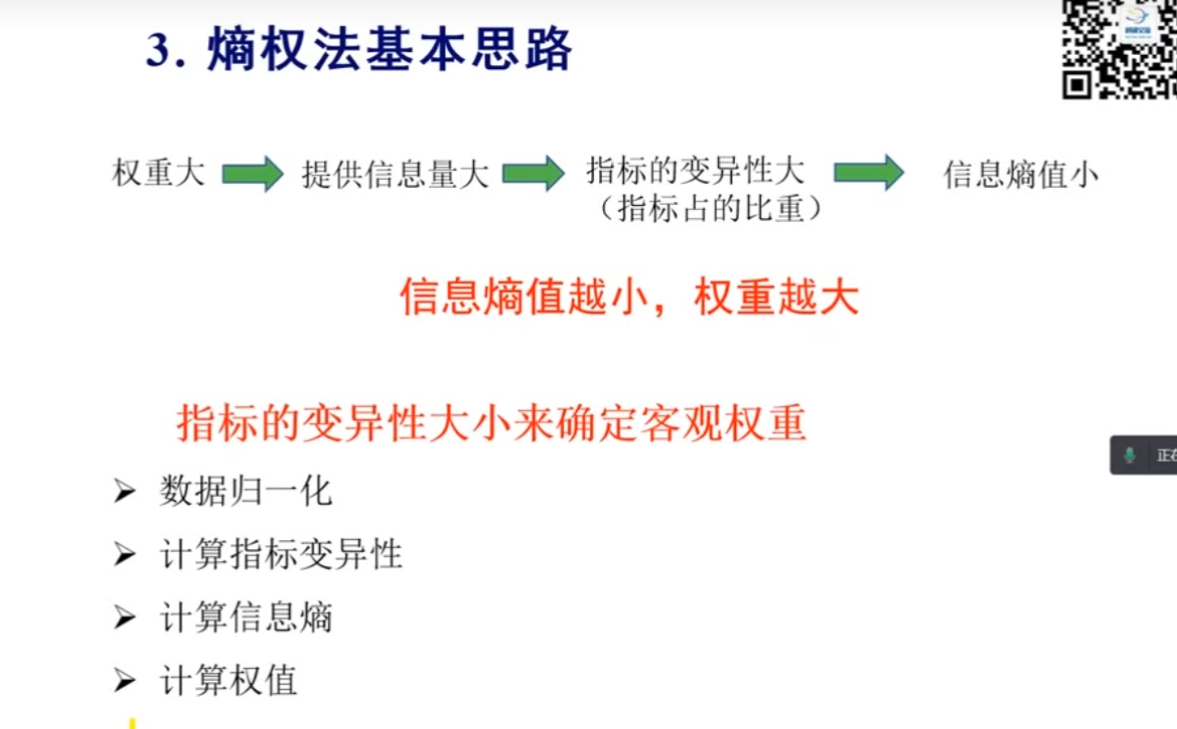 3. 熵权法基本思路
权重大 提供信息量大 指标的变异性大 信息熵值小
（指标占的比重）
信息熵值越小，权重越大
指标的变异性大小来确定客观权重
正在
数据归一化
计算指标变异性
计算信息熵
计算权值